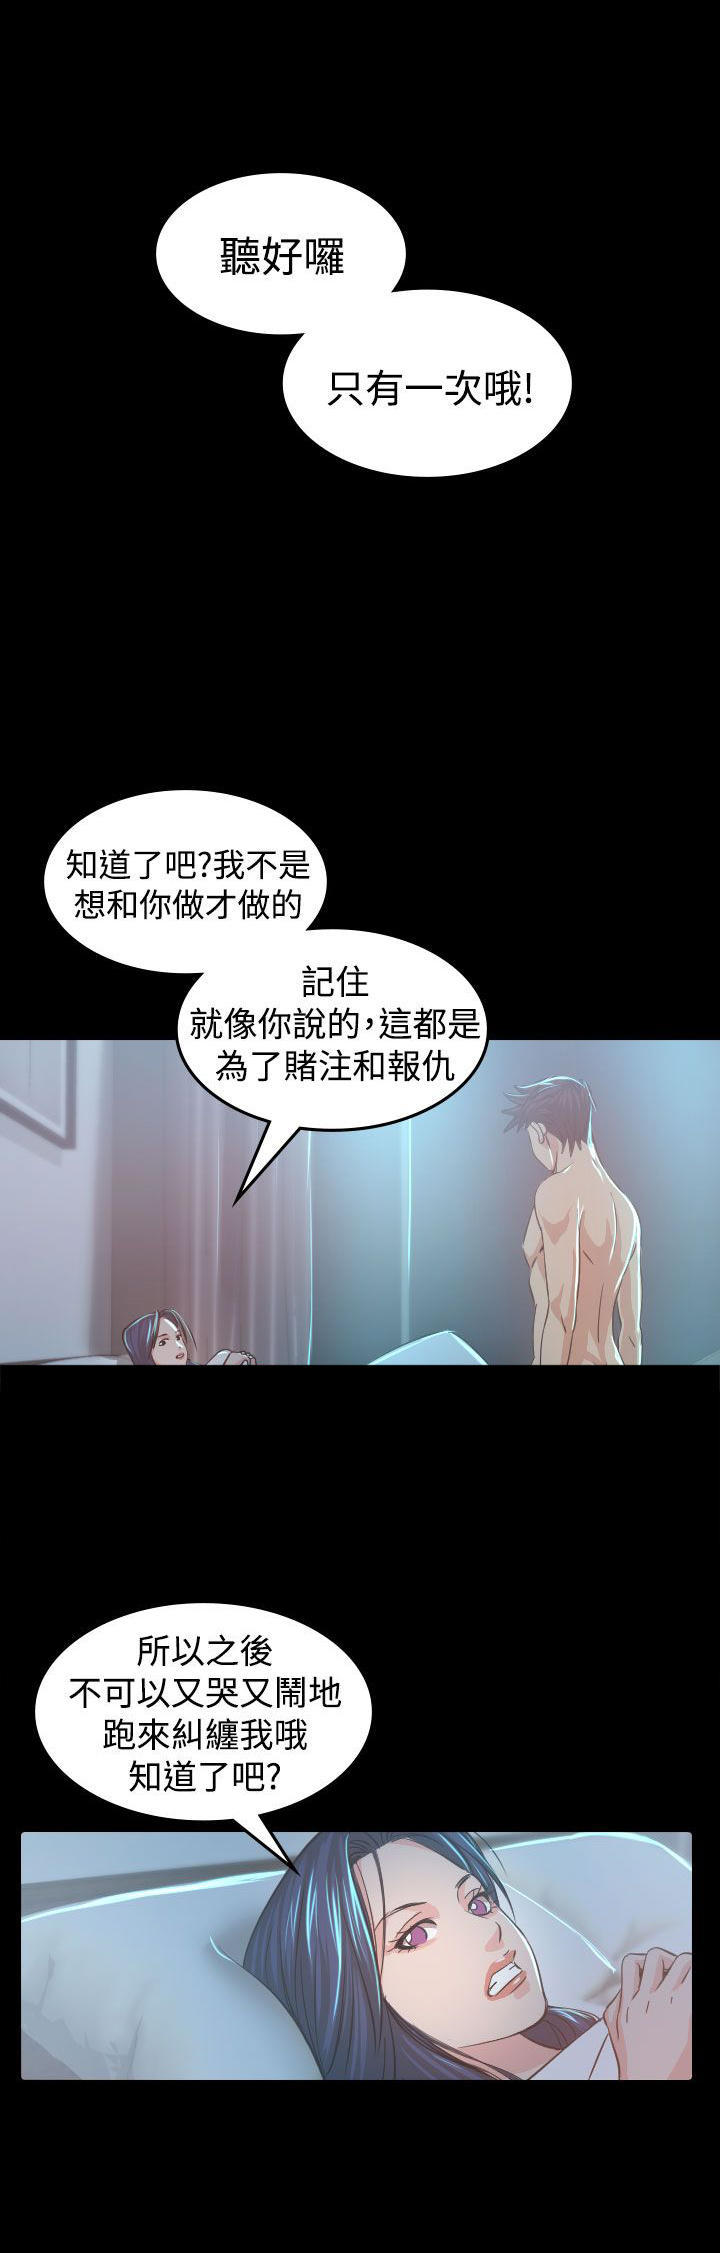 聽好囉
只有一次哦!
知道了吧?我不是
想和你做才做的
記住
就像你說的，這都是
為了賭注和報仇
所以之後
不可以又哭又鬧地
跑來糾纏我哦
知道了吧?